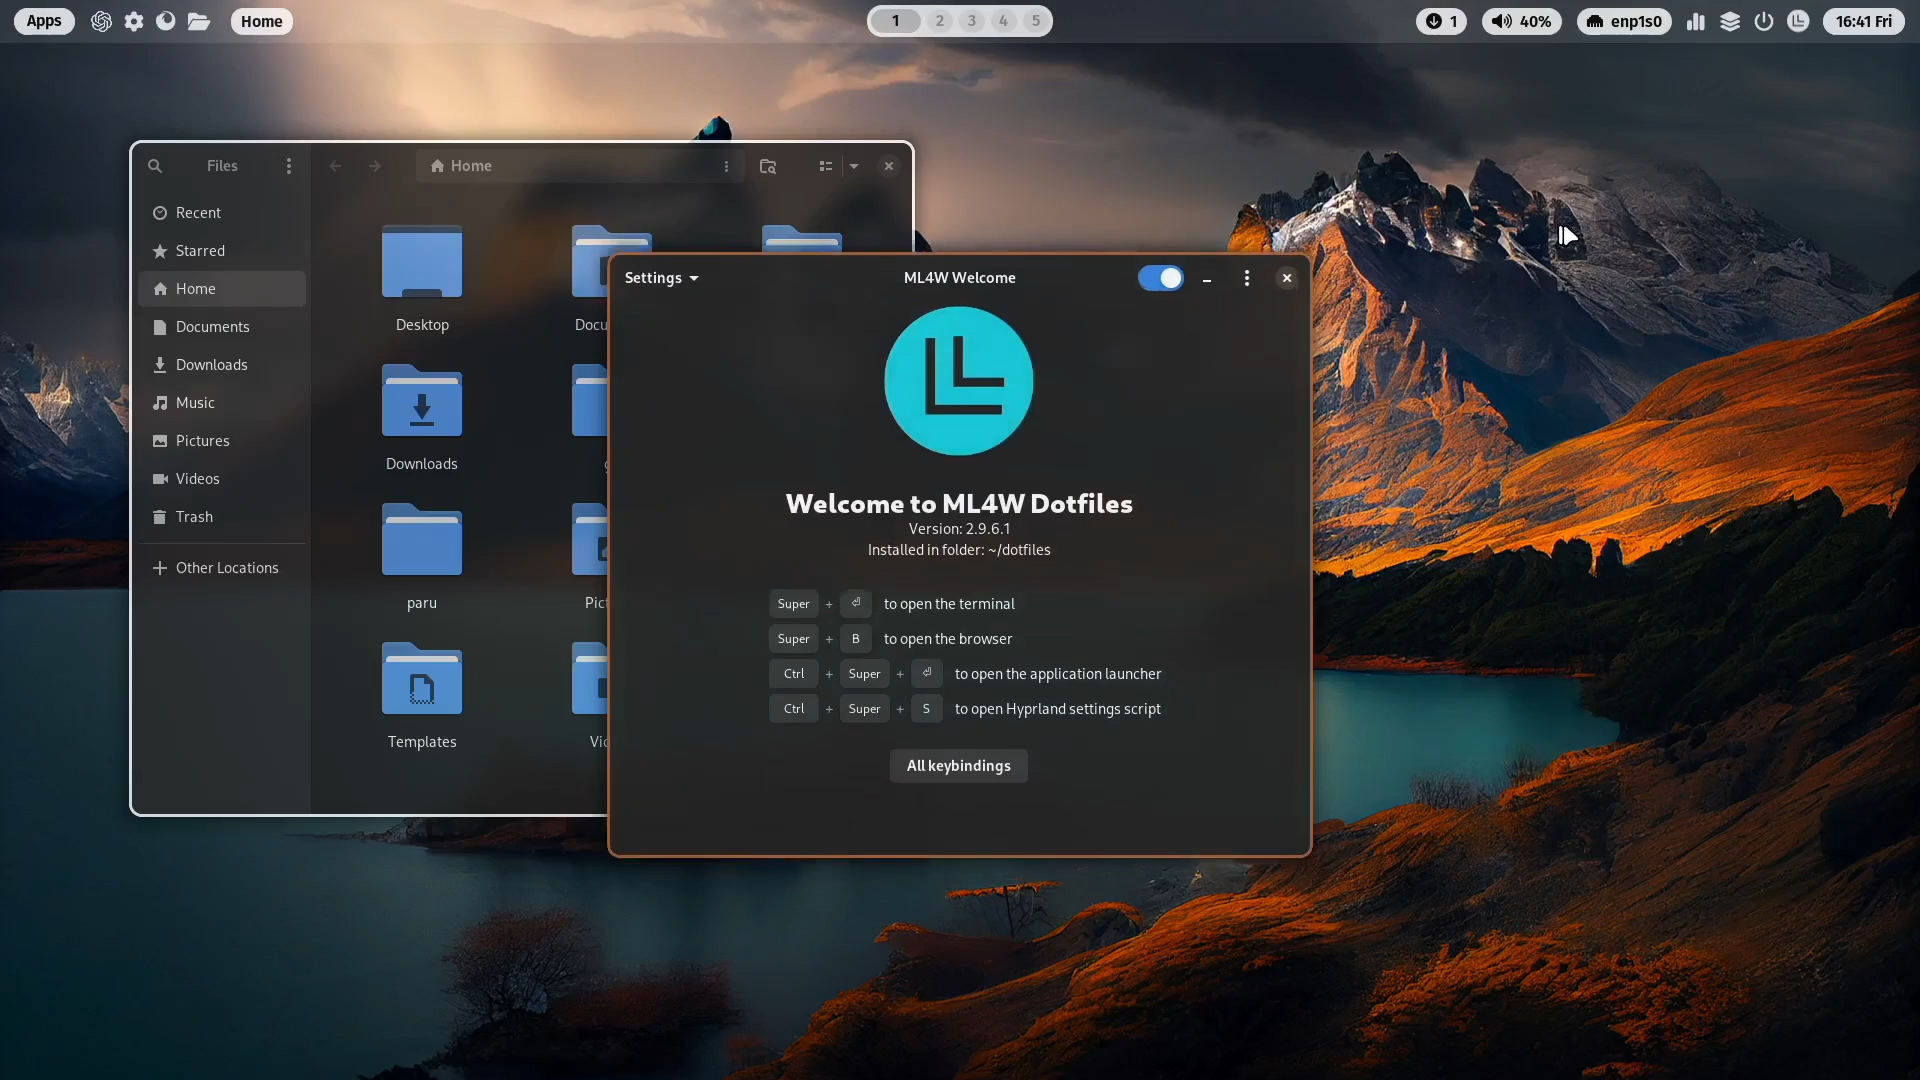 Apps
Home
1 2 3 4 5
1
40%
enp1s0
16:41 Fri
Files
Home
Recent
Starred
Home
Documents
Downloads
Music
Pictures
Videos
Trash
Other Locations
Desktop
Docu
Downloads
paru
Pict
Templates
Vic
Settings
ML4W Welcome
Welcome to ML4W Dotfiles
Version: 2.9.6.1
Installed in folder: ~/dotfiles
Super + ⏎ to open the terminal
Super + B to open the browser
Ctrl + Super + ⏎ to open the application launcher
Ctrl + Super + S to open Hyprland settings script
All keybindings